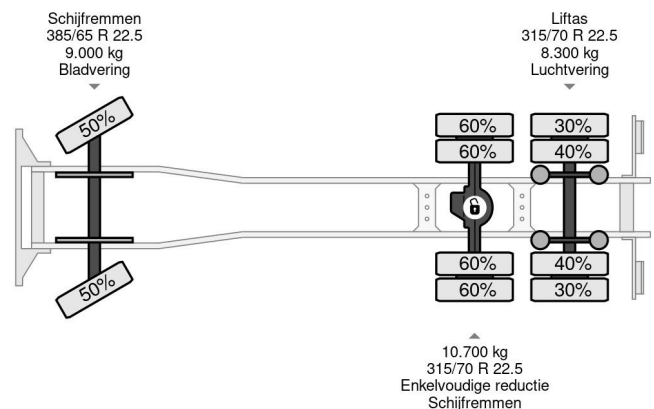 Schijfremmen
385/65 R 22.5
9.000 kg
Bladvering
Liftas
315/70 R 22.5
8.300 kg
Luchtvering
50%
60%
30%
60%
40%
60%
40%
50%
60%
30%
10.700 kg
315/70 R 22.5
Enkelvoudige reductie
Schijfremmen